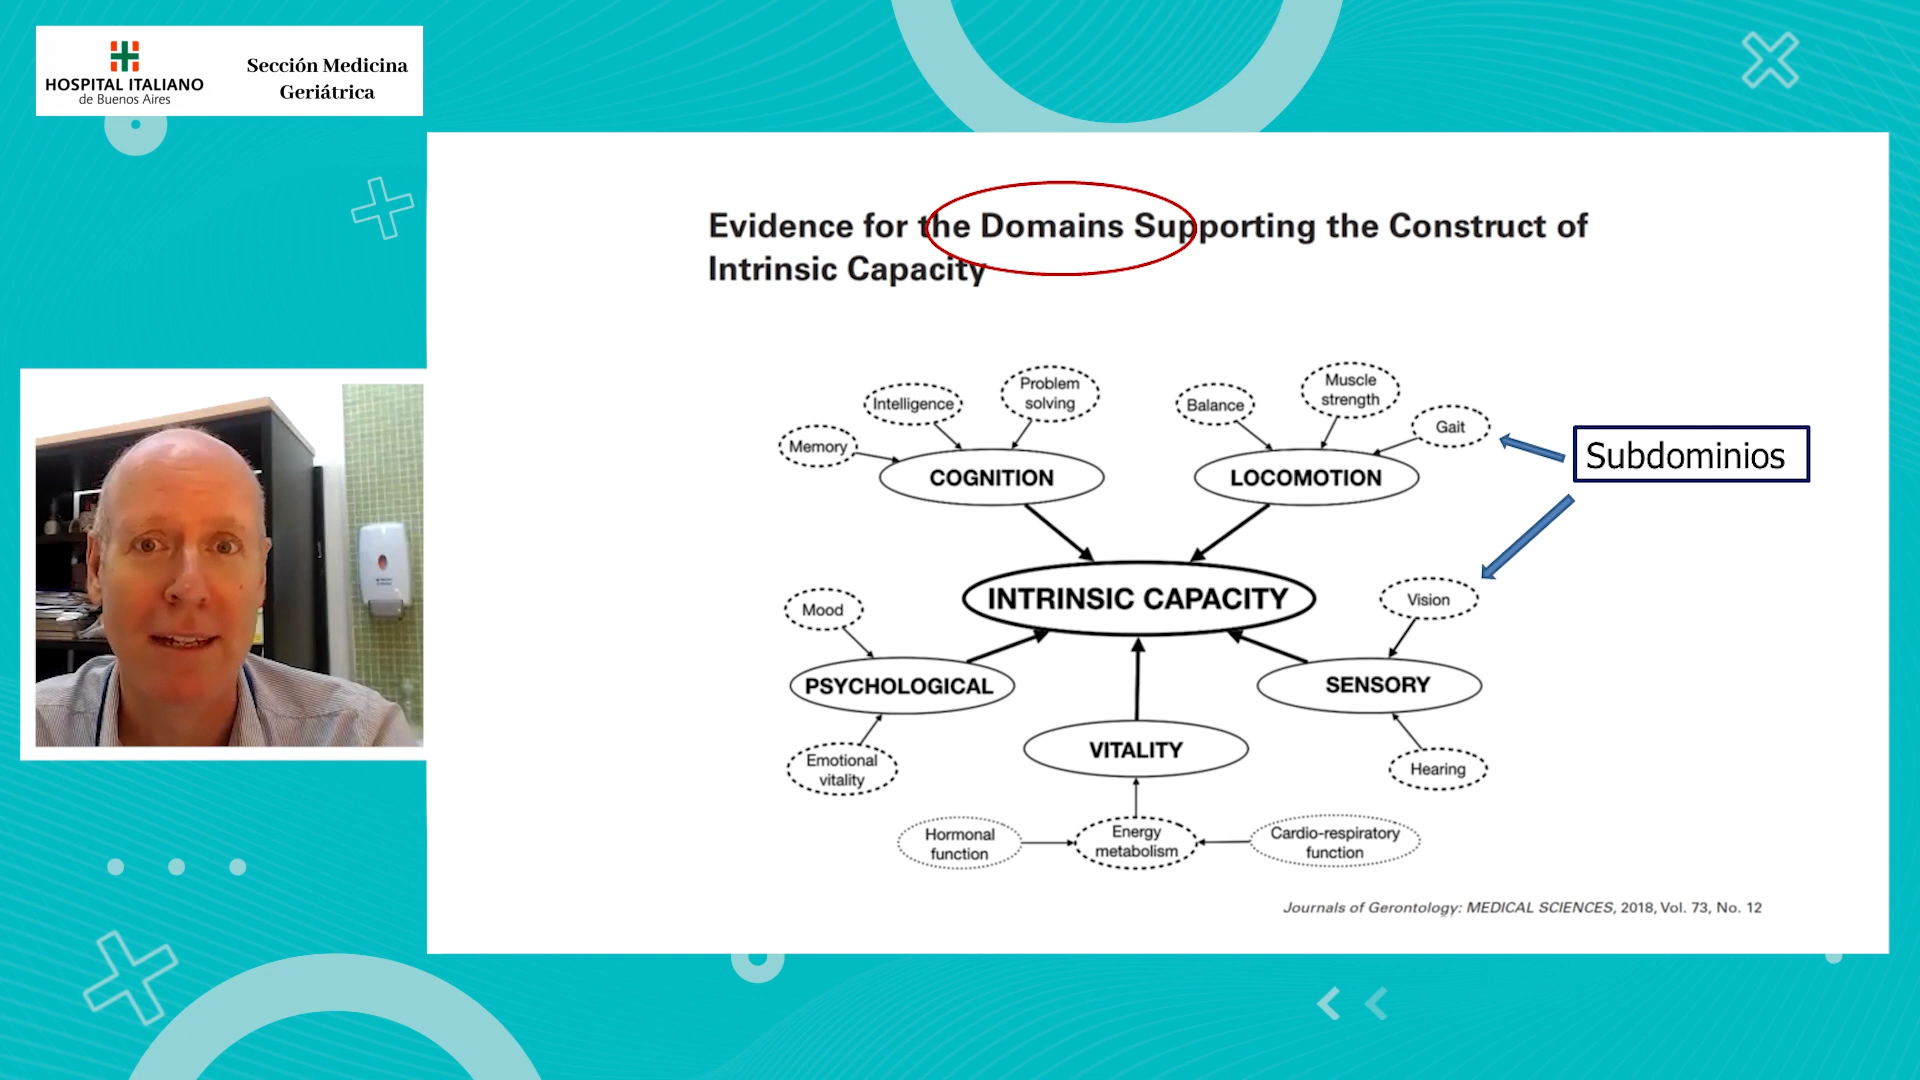 HOSPITAL ITALIANO
de Buenos Aires
Sección Medicina
Geriátrica
Evidence for the Domains Supporting the Construct of
Intrinsic Capacity
Memory
Intelligence
Problem
solving
COGNITION
Balance
Muscle
strength
Gait
LOCOMOTION
Subdominios
INTRINSIC CAPACITY
Mood
PSYCHOLOGICAL
Emotional
vitality
Vision
SENSORY
Hearing
VITALITY
Hormonal
function
Energy
metabolism
Cardio-respiratory
function
Journals of Gerontology: MEDICAL SCIENCES, 2018, Vol. 73, No. 12